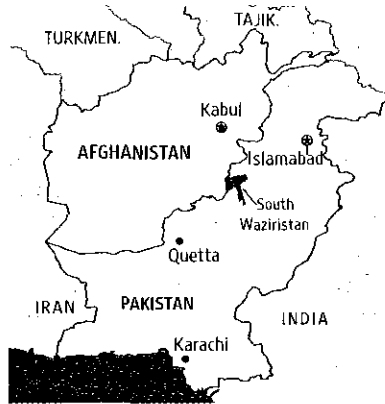 TURKMEN.
TAJIK.
Kabul
AFGHANISTAN
Islamabad
South
Waziristan
Quetta
IRAN
PAKISTAN
INDIA
Karachi